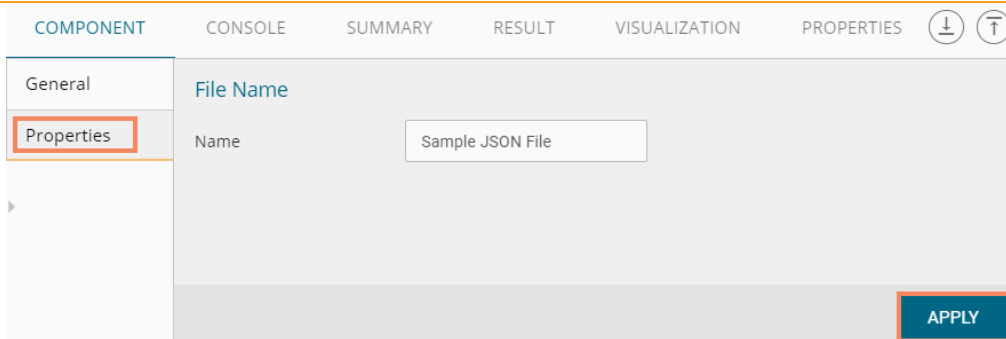 COMPONENT CONSOLE SUMMARY RESULT VISUALIZATION PROPERTIES
General
File Name
Properties
Name Sample JSON File
APPLY